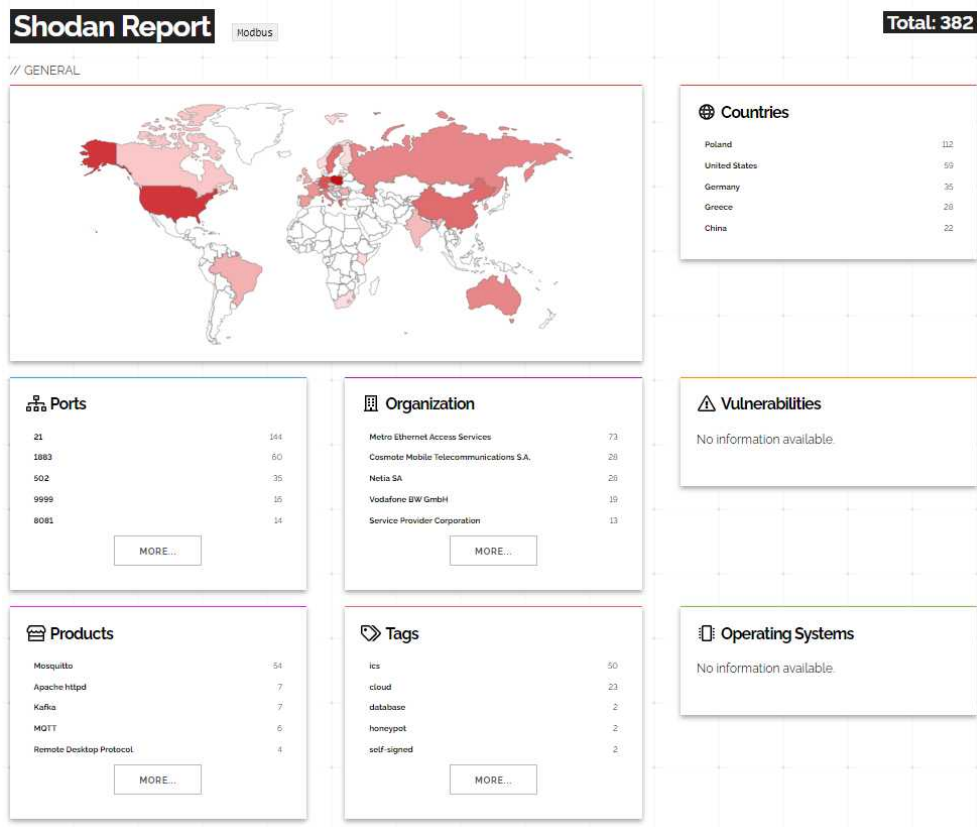 Shodan Report Modbus Total: 382
// GENERAL
Countries
Poland 112
United States 59
Germany 35
Greece 28
China 22
Ports
21 144
1883 60
502 35
9999 16
8081 14
MORE...
Organization
Metro Ethernet Access Services 73
Cosmote Mobile Telecommunications S.A. 28
Netia SA 28
Vodafone BW GmbH 19
Service Provider Corporation 13
MORE...
Vulnerabilities
No information available.
Products
Mosquitto 54
Apache httpd 7
Kafka 7
MQTT 6
Remote Desktop Protocol 4
MORE...
Tags
ics 50
cloud 23
database 2
honeypot 2
self-signed 2
MORE...
Operating Systems
No information available.